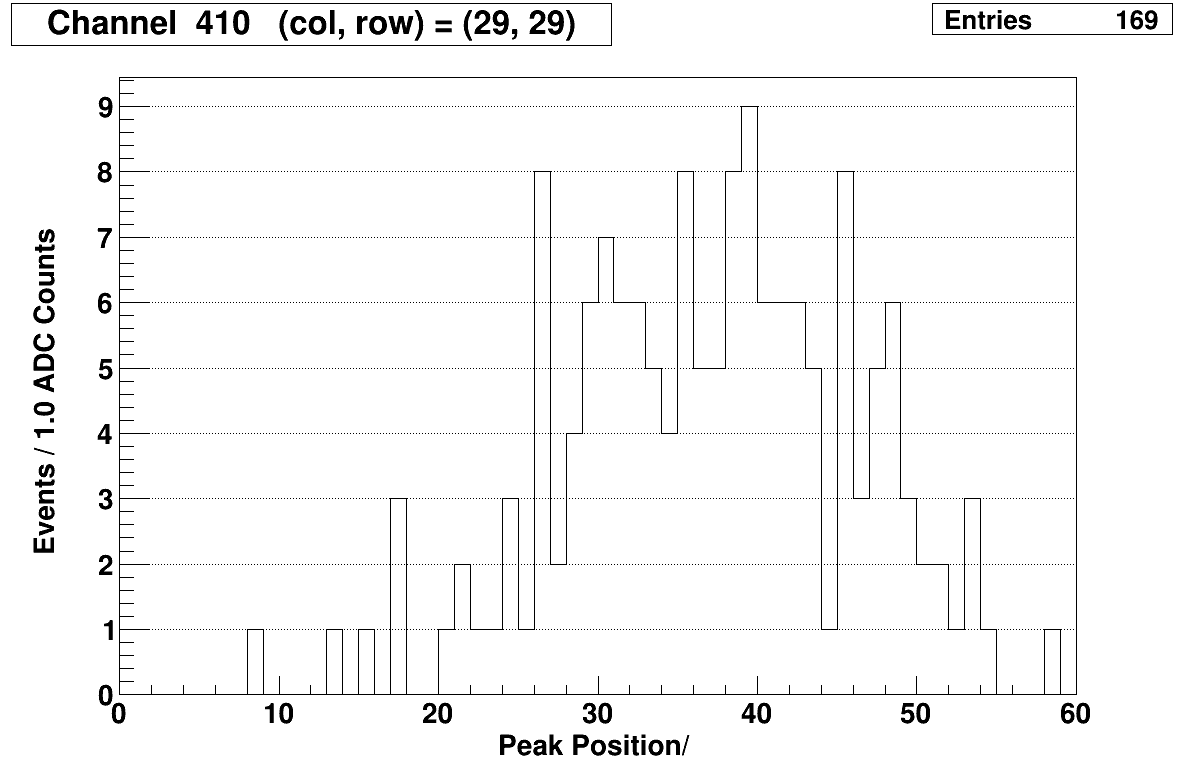 Channel 410 (col, row) = (29, 29)
Entries 169
Events / 1.0 ADC Counts
9
8
7
6
5
4
3
2
1
0
0 10 20 30 40 50 60
Peak Position/